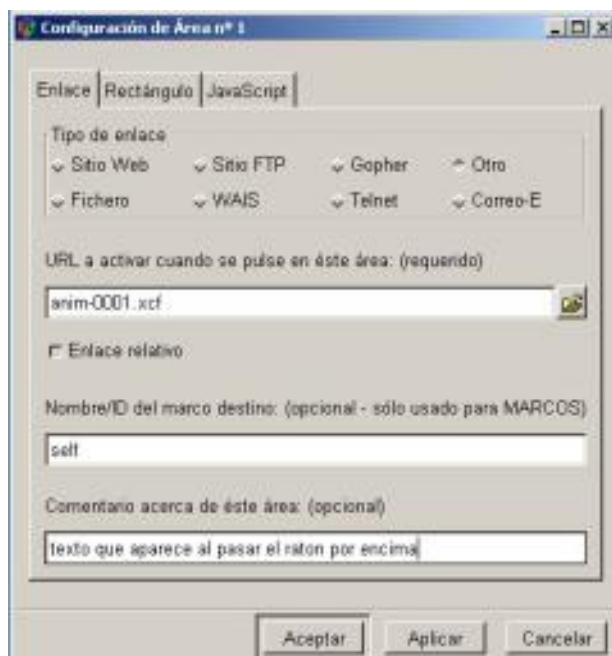 Configuración de Área nº 1
Enlace Rectángulo JavaScript
Tipo de enlace
Sitio Web Sitio FTP Gopher Otro
Fichero WAIS Telnet Correo-E
URL a activar cuando se pulse en éste área: (requerido)
anim-0001.xcf
Enlace relativo
Nombre/ID del marco destino: (opcional - sólo usado para MARCOS)
self
Comentario acerca de éste área: (opcional)
texto que aparece al pasar el raton por encima
Aceptar Aplicar Cancelar